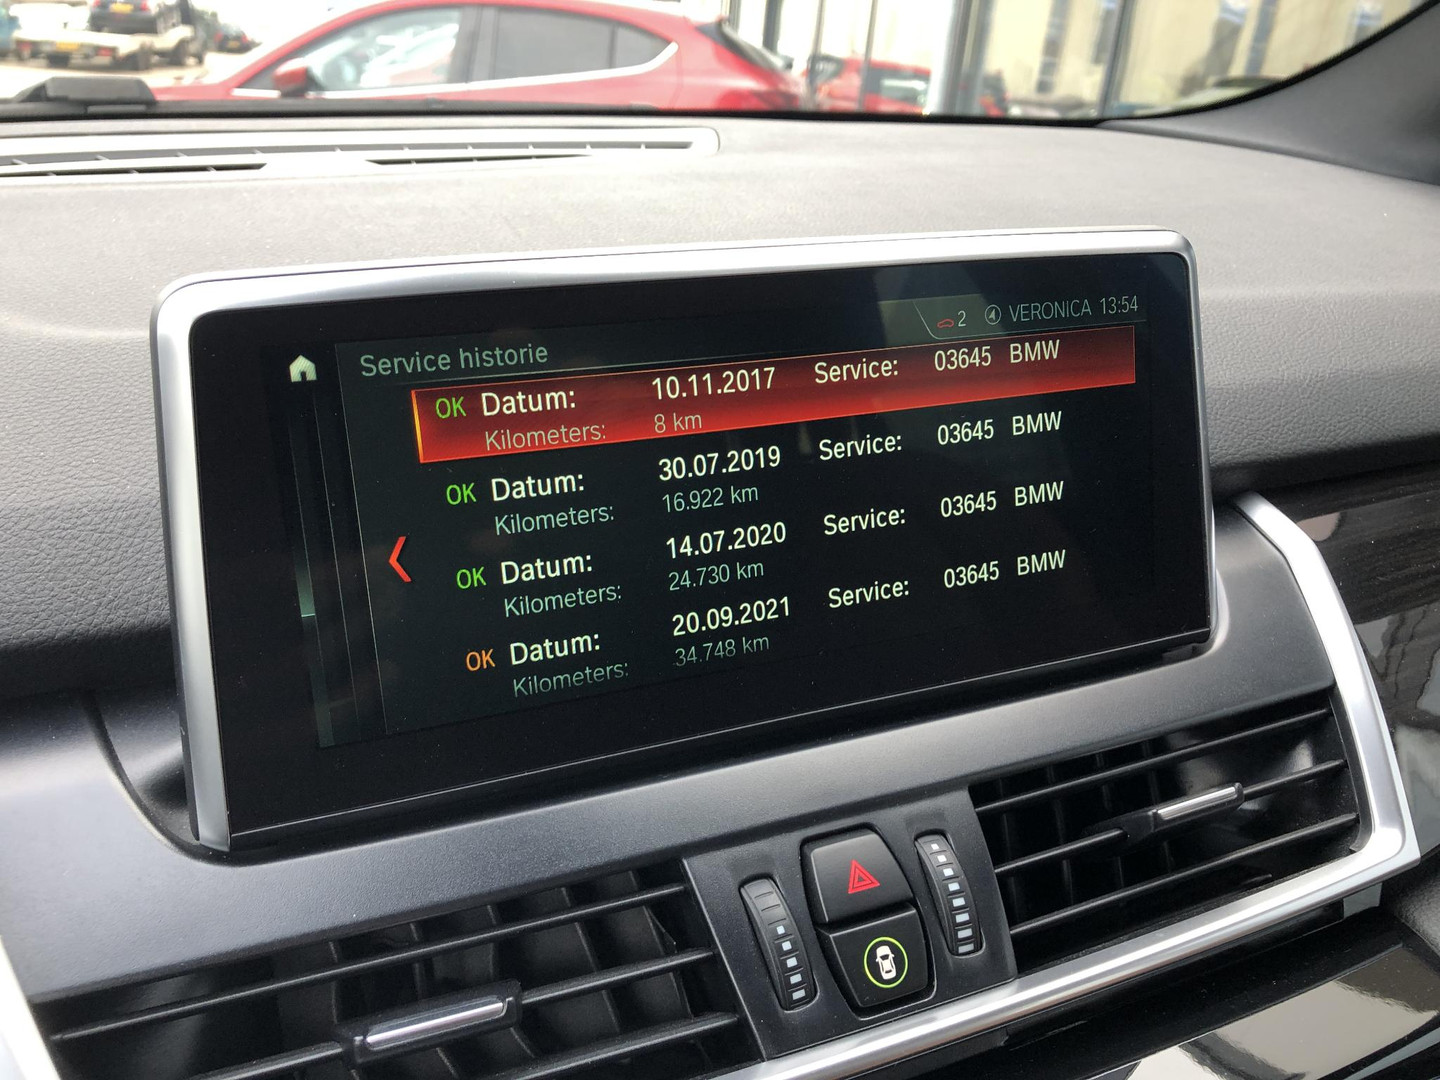 2 VERONICA 13:54
Service historie
OK Datum: 10.11.2017 Service: 03645 BMW
Kilometers: 8 km
OK Datum: 30.07.2019 Service: 03645 BMW
Kilometers: 16.922 km
OK Datum: 14.07.2020 Service: 03645 BMW
Kilometers: 24.730 km
OK Datum: 20.09.2021 Service: 03645 BMW
Kilometers: 34.748 km